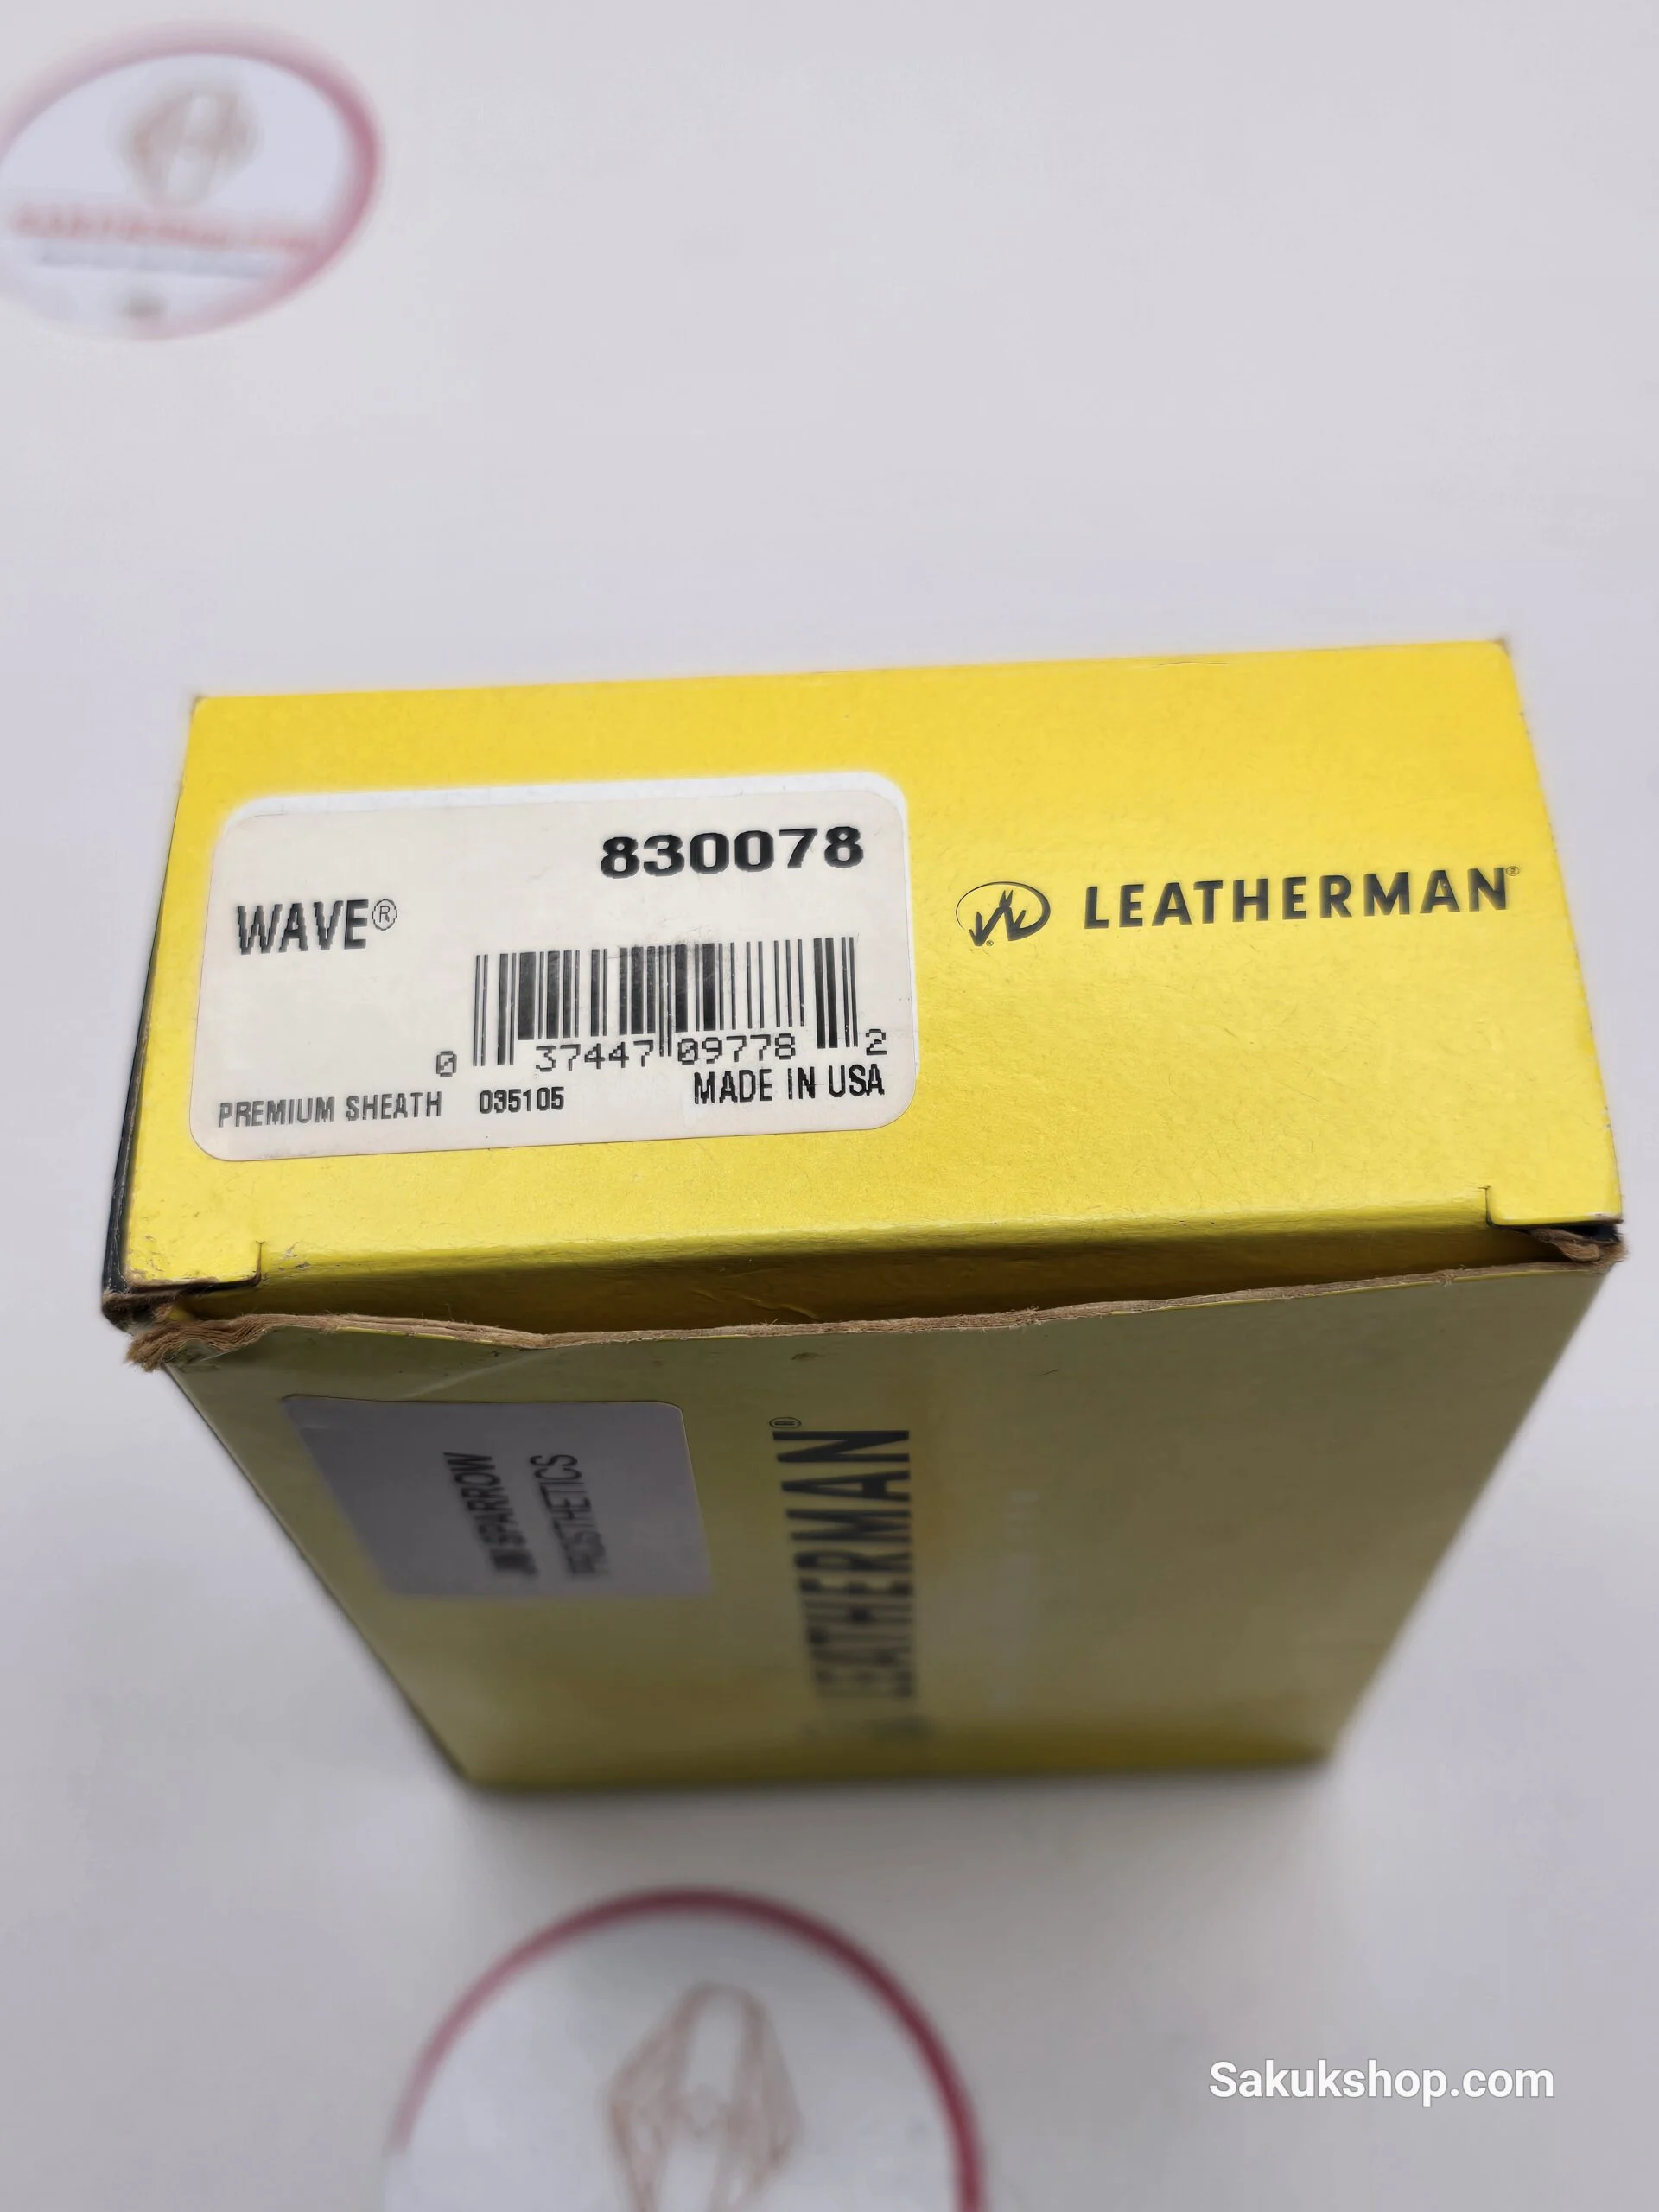 830078
WAVE®
0 37447 09778 2
PREMIUM SHEATH 035105 MADE IN USA
LEATHERMAN®
JIM SPARROW
PROSTHETICS
LEATHERMAN®
Sakukshop.com